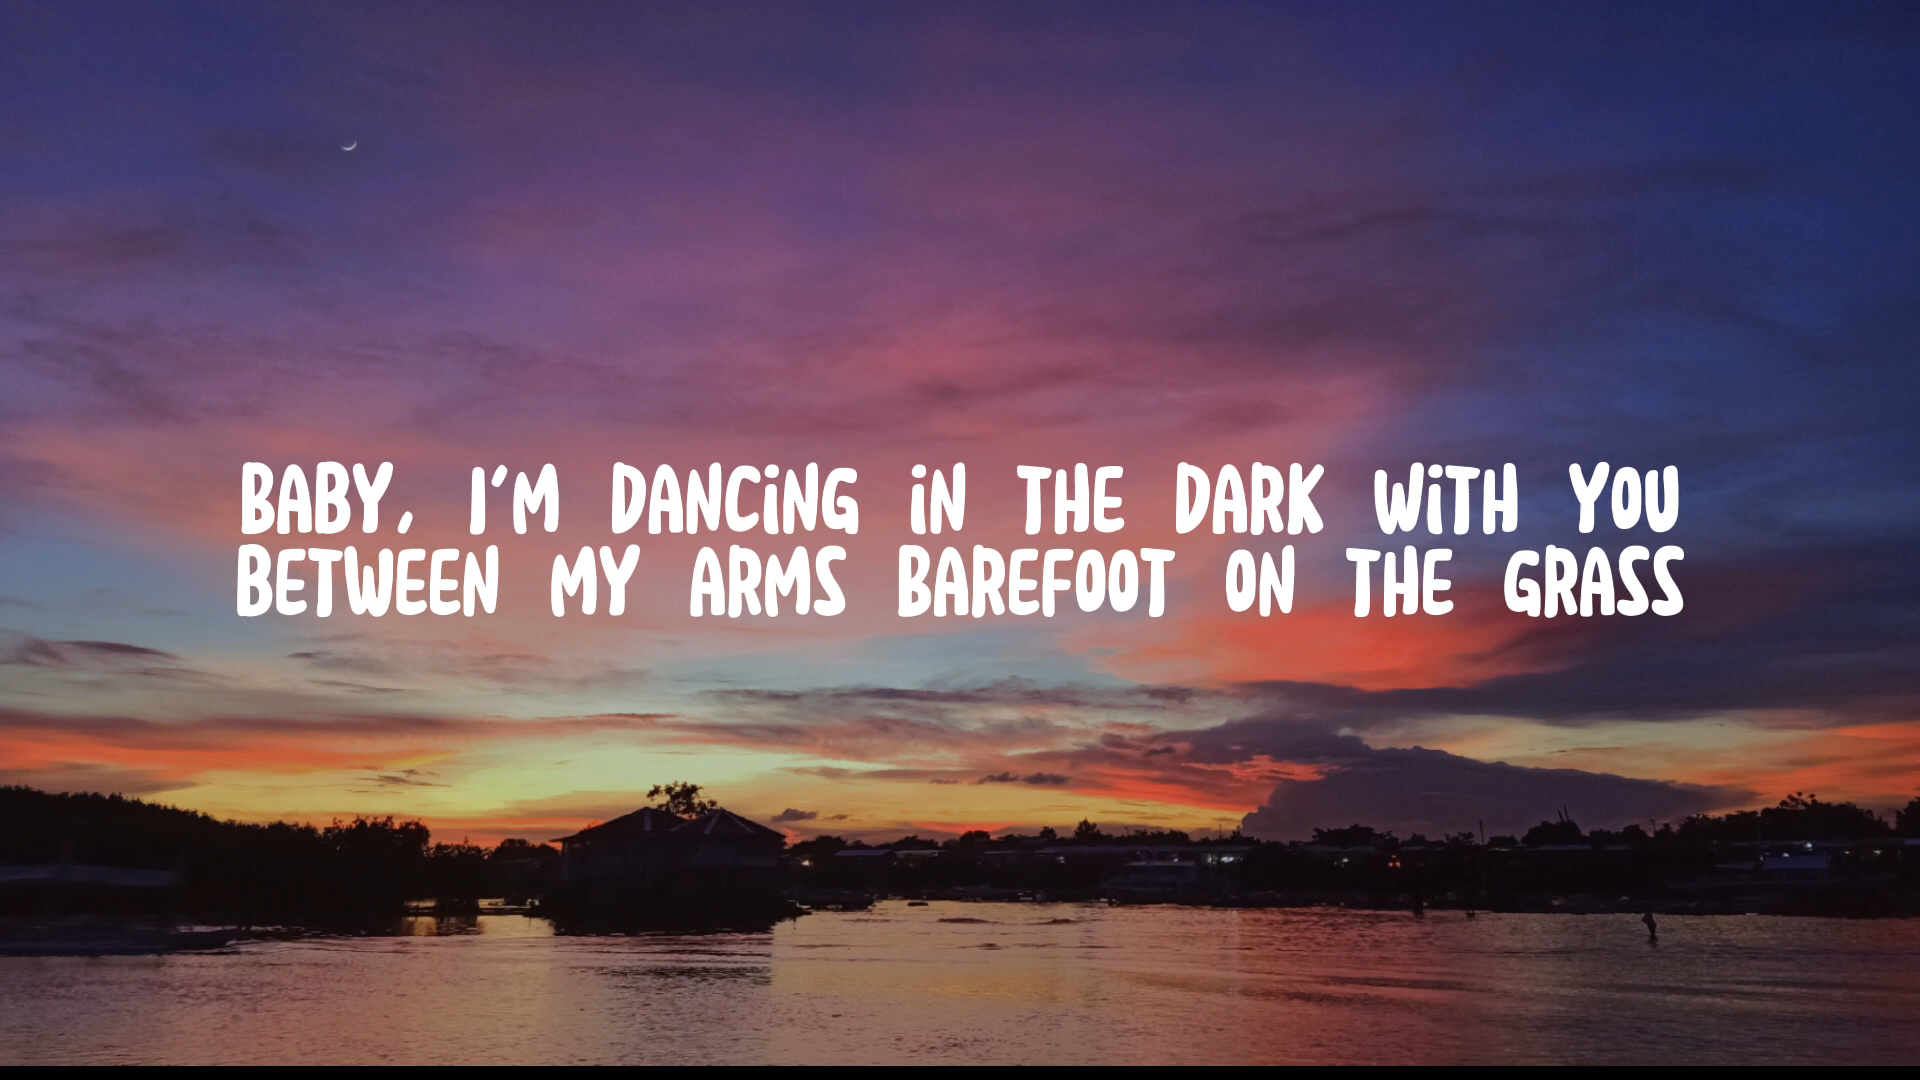 BABY, I'M DANCING IN THE DARK WITH YOU
BETWEEN MY ARMS BAREFOOT ON THE GRASS